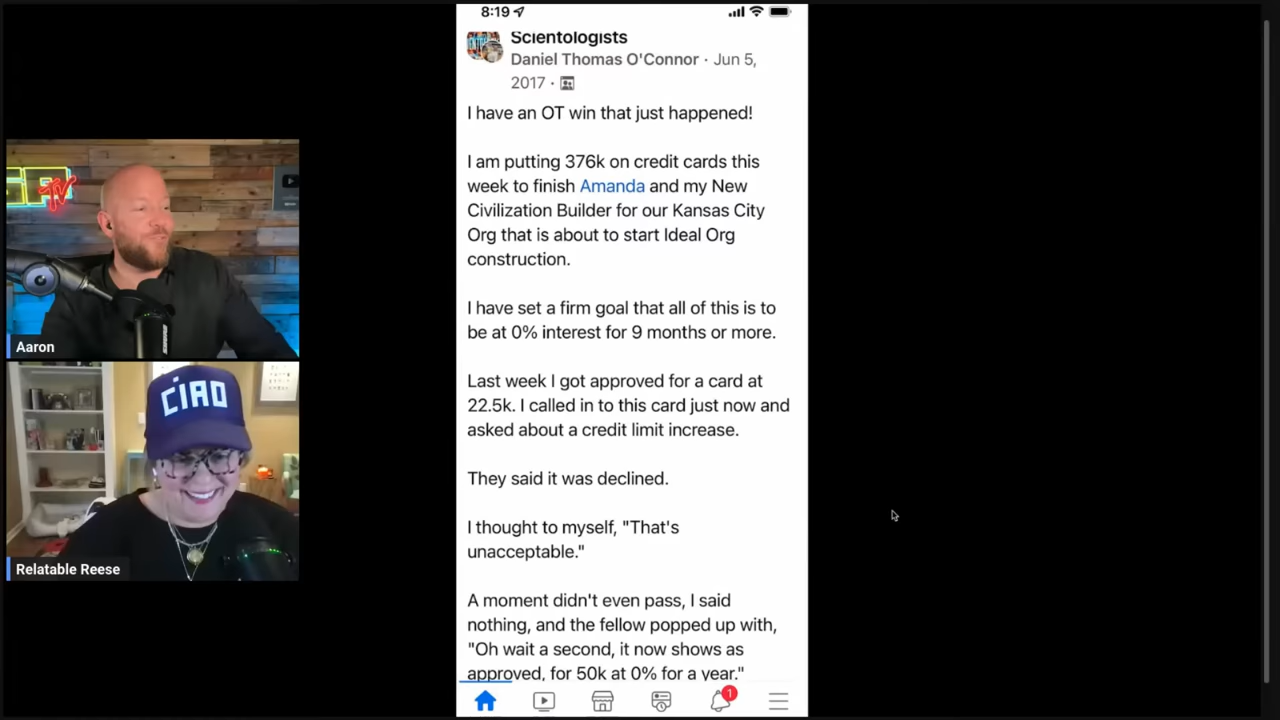 8:19
Scientologists
Daniel Thomas O'Connor · Jun 5,
2017 ·
I have an OT win that just happened!
I am putting 376k on credit cards this
week to finish Amanda and my New
Civilization Builder for our Kansas City
Org that is about to start Ideal Org
construction.
I have set a firm goal that all of this is to
be at 0% interest for 9 months or more.
Last week I got approved for a card at
22.5k. I called in to this card just now and
asked about a credit limit increase.
They said it was declined.
I thought to myself, "That's
unacceptable."
A moment didn't even pass, I said
nothing, and the fellow popped up with,
"Oh wait a second, it now shows as
approved, for 50k at 0% for a year."
1
TV
Aaron
CIAO
Relatable Reese